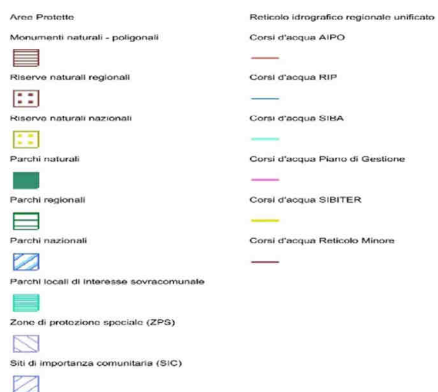 Aree Protette
Monumenti naturali - poligonali
Riserve naturali regionali
Riserve naturali nazionali
Parchi naturali
Parchi regionali
Parchi nazionali
Parchi locali di interesse sovracomunale
Zone di protezione speciale (ZPS)
Siti di importanza comunitaria (SIC)
Reticolo idrografico regionale unificato
Corsi d'acqua AIPO
Corsi d'acqua RIP
Corsi d'acqua SIBA
Corsi d'acqua Piano di Gestione
Corsi d'acqua SIBITER
Corsi d'acqua Reticolo Minore